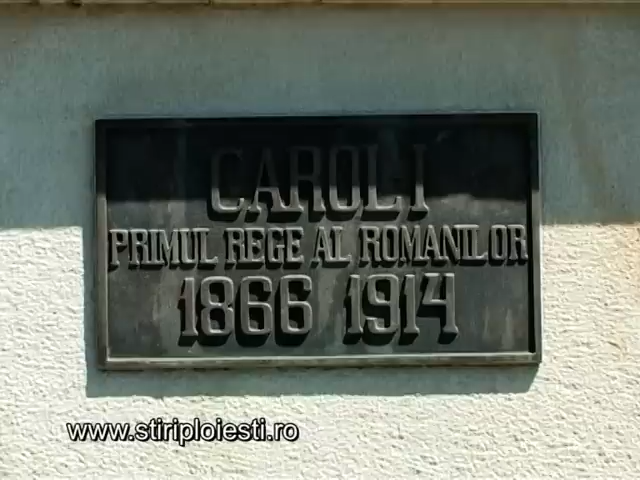 CAROL I
PRIMUL REGE AL ROMANILOR
1866 1914
www.stiriploiesti.ro